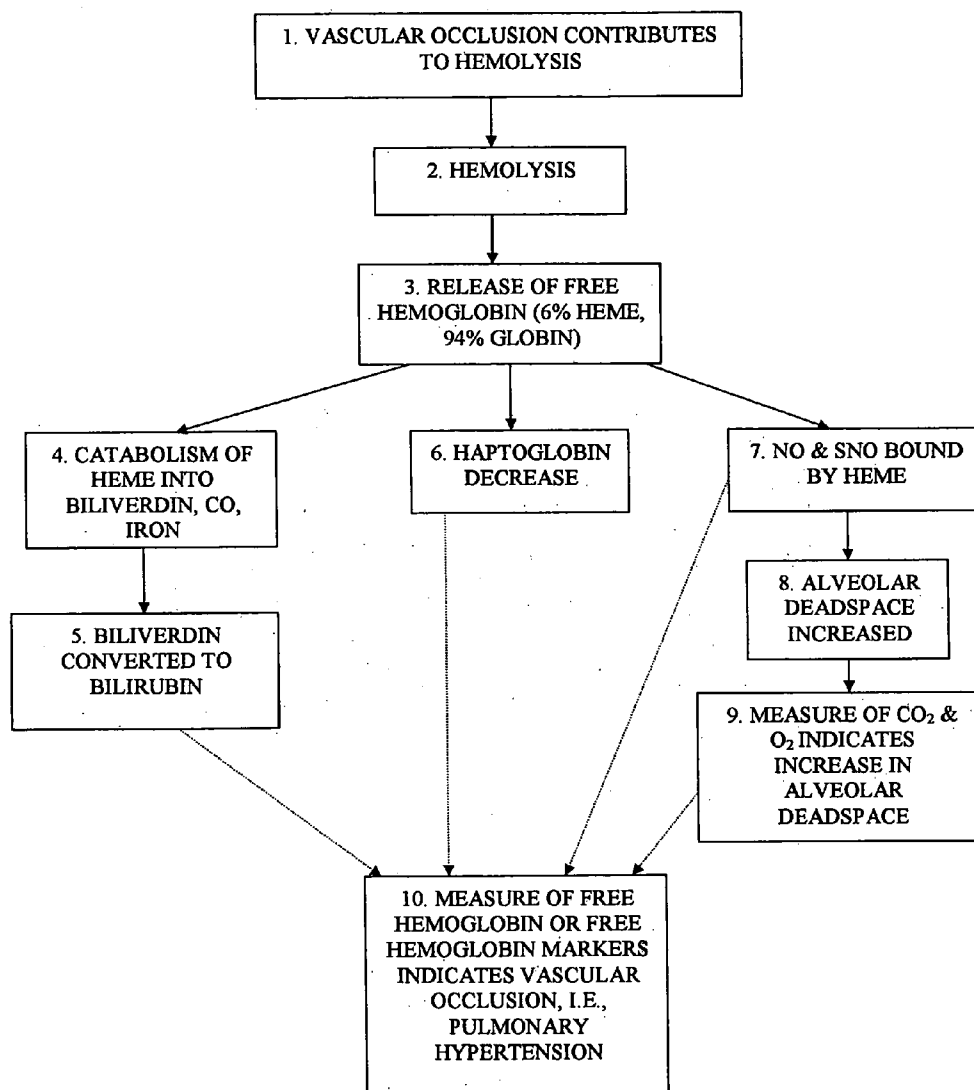 1. VASCULAR OCCLUSION CONTRIBUTES
TO HEMOLYSIS
2. HEMOLYSIS
3. RELEASE OF FREE
HEMOGLOBIN (6% HEME,
94% GLOBIN)
4. CATABOLISM OF
HEME INTO
BILIVERDIN, CO,
IRON
6. HAPTOGLOBIN
DECREASE
7. NO & SNO BOUND
BY HEME
8. ALVEOLAR
DEADSPACE
INCREASED
5. BILIVERDIN
CONVERTED TO
BILIRUBIN
9. MEASURE OF CO₂ &
O₂ INDICATES
INCREASE IN
ALVEOLAR
DEADSPACE
10. MEASURE OF FREE
HEMOGLOBIN OR FREE
HEMOGLOBIN MARKERS
INDICATES VASCULAR
OCCLUSION, I.E.,
PULMONARY
HYPERTENSION